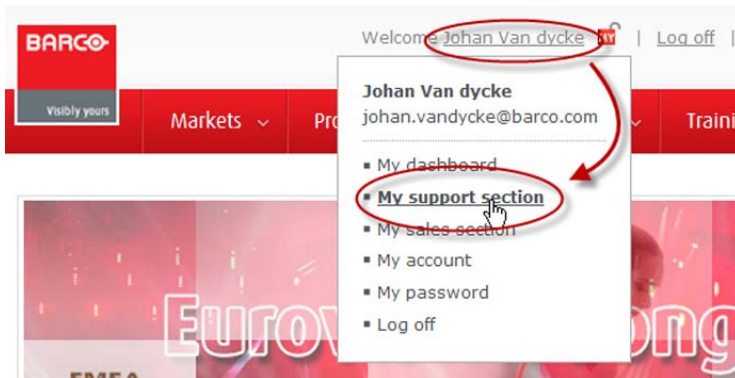 BARCO
Visibly yours
Welcome Johan Van dycke MY | Log off |
Markets
Johan Van dycke
johan.vandycke@barco.com
My dashboard
My support section
My sales section
My account
My password
Log off
EMEA